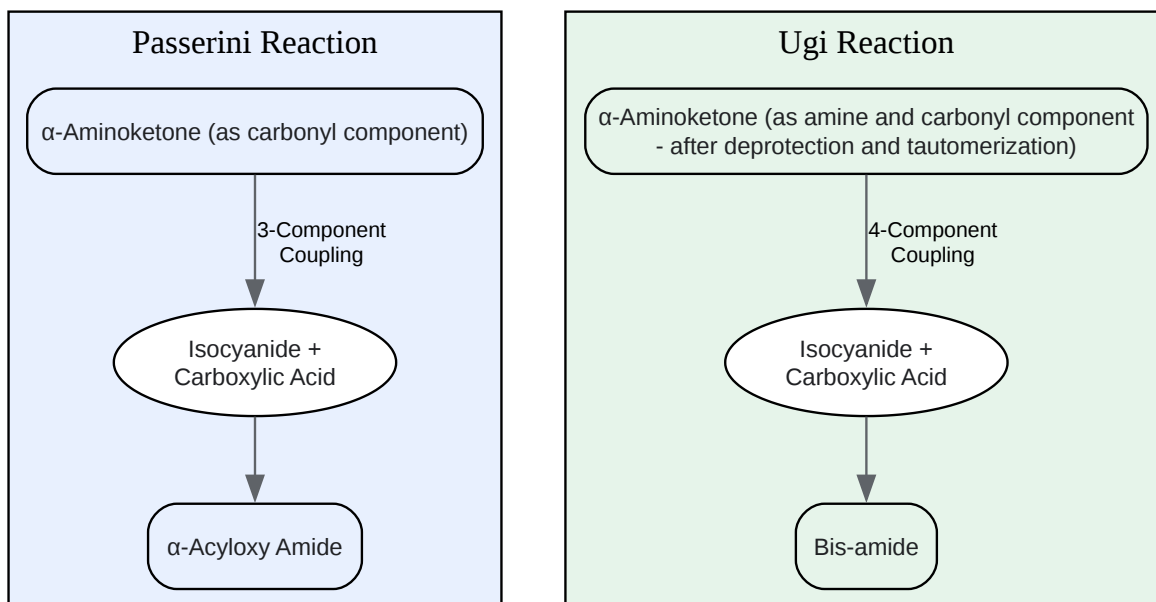 Passerini Reaction
α-Aminoketone (as carbonyl component)
3-Component
Coupling
Isocyanide +
Carboxylic Acid
α-Acyloxy Amide
Ugi Reaction
α-Aminoketone (as amine and carbonyl component
- after deprotection and tautomerization)
4-Component
Coupling
Isocyanide +
Carboxylic Acid
Bis-amide